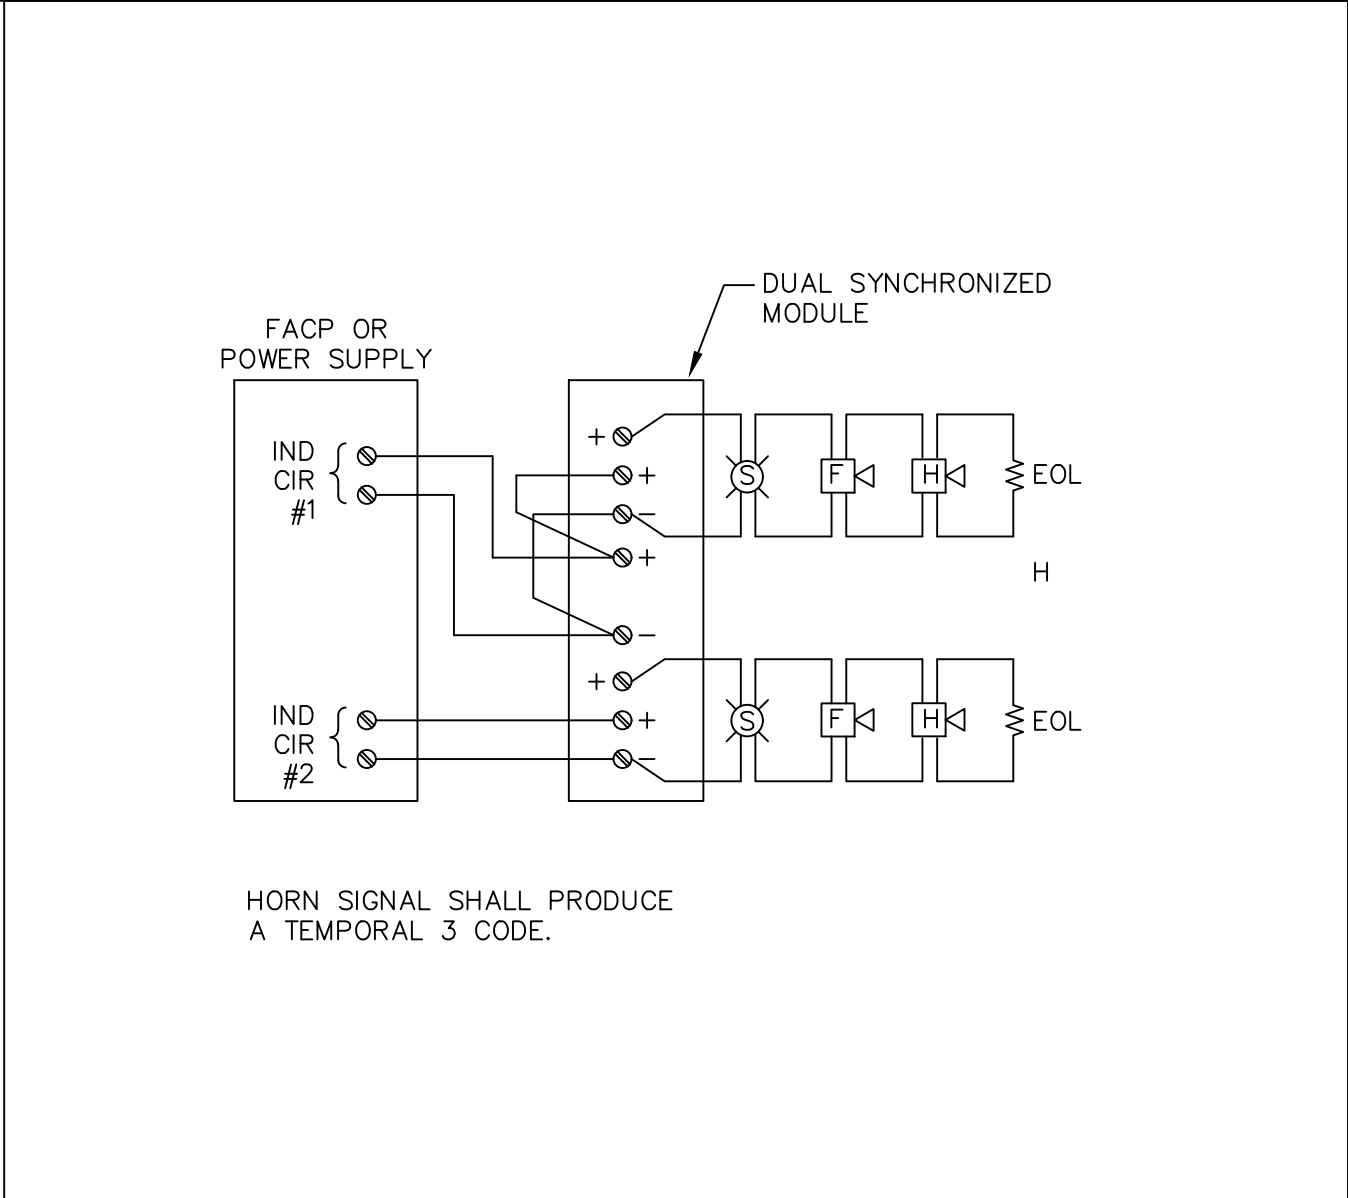 DUAL SYNCHRONIZED
MODULE
FACP OR
POWER SUPPLY
IND
CIR
#1
+
+
−
+
−
S
F
H
EOL
H
IND
CIR
#2
+
+
−
S
F
H
EOL
HORN SIGNAL SHALL PRODUCE
A TEMPORAL 3 CODE.